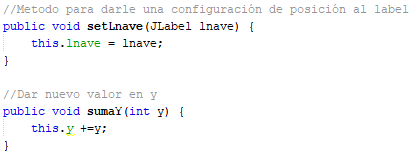 //Metodo para darle una configuración de posición al label
public void setLnave(JLabel lnave) {
this.lnave = lnave;
}
//Dar nuevo valor en y
public void sumaY(int y) {
this.y +=y;
}